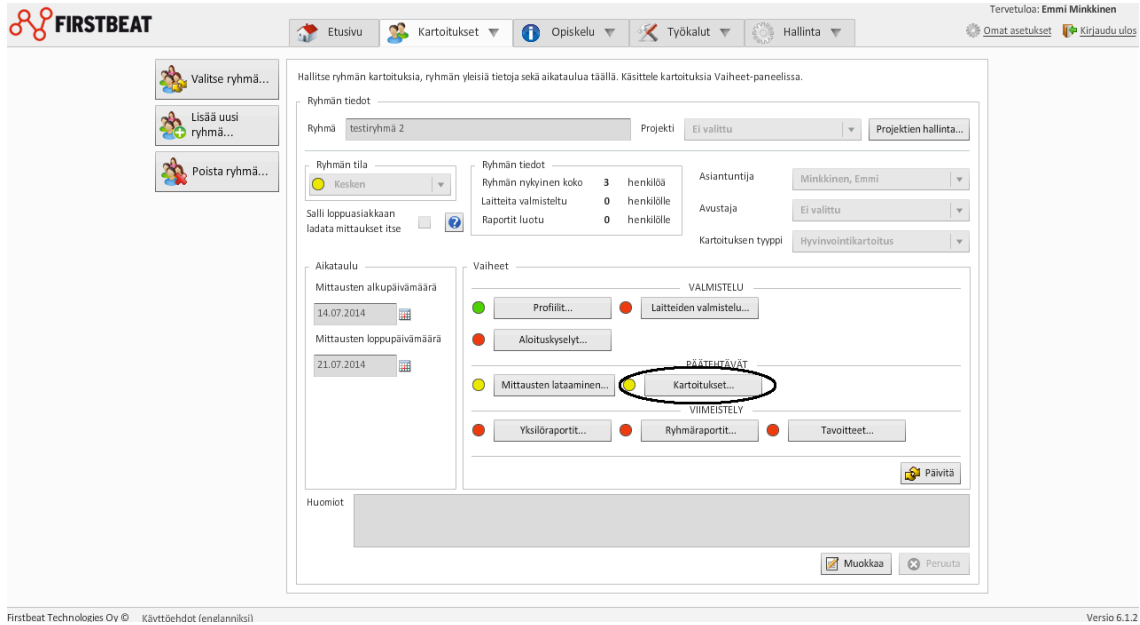 Tervetuloa: Emmi Minkkinen
FIRSTBEAT
Etusivu
Kartoitukset
Opiskelu
Työkalut
Hallinta
Omat asetukset
Kirjaudu ulos
Valitse ryhmä...
Lisää uusi
ryhmä...
Poista ryhmä...
Hallitse ryhmän kartoituksia, ryhmän yleisiä tietoja sekä aikataulua täällä. Käsittele kartoituksia Vaiheet-paneelissa.
Ryhmän tiedot
Ryhmä testiryhmä 2
Projekti Ei valittu
Projektien hallinta...
Ryhmän tila
Kesken
Salli loppuasiakkaan
ladata mittaukset itse
Ryhmän tiedot
Ryhmän nykyinen koko 3 henkilöä
Laitteita valmisteltu 0 henkilölle
Raportit luotu 0 henkilölle
Asiantuntija Minkkinen, Emmi
Avustaja Ei valittu
Kartoituksen tyyppi Hyvinvointikartoitus
Aikataulu
Mittausten alkupäivämäärä
14.07.2014
Mittausten loppupäivämäärä
21.07.2014
Vaiheet
VALMISTELU
Profiilit...
Laitteiden valmistelu...
Aloituskyselyt...
PÄÄTEHTÄVÄT
Mittausten lataaminen...
Kartoitukset...
VIIMEISTELY
Yksilöraportit...
Ryhmäraportit...
Tavoitteet...
Päivitä
Huomiot
Muokkaa
Peruuta
Firstbeat Technologies Oy © Käyttöehdot (englanniksi)
Versio 6.1.2